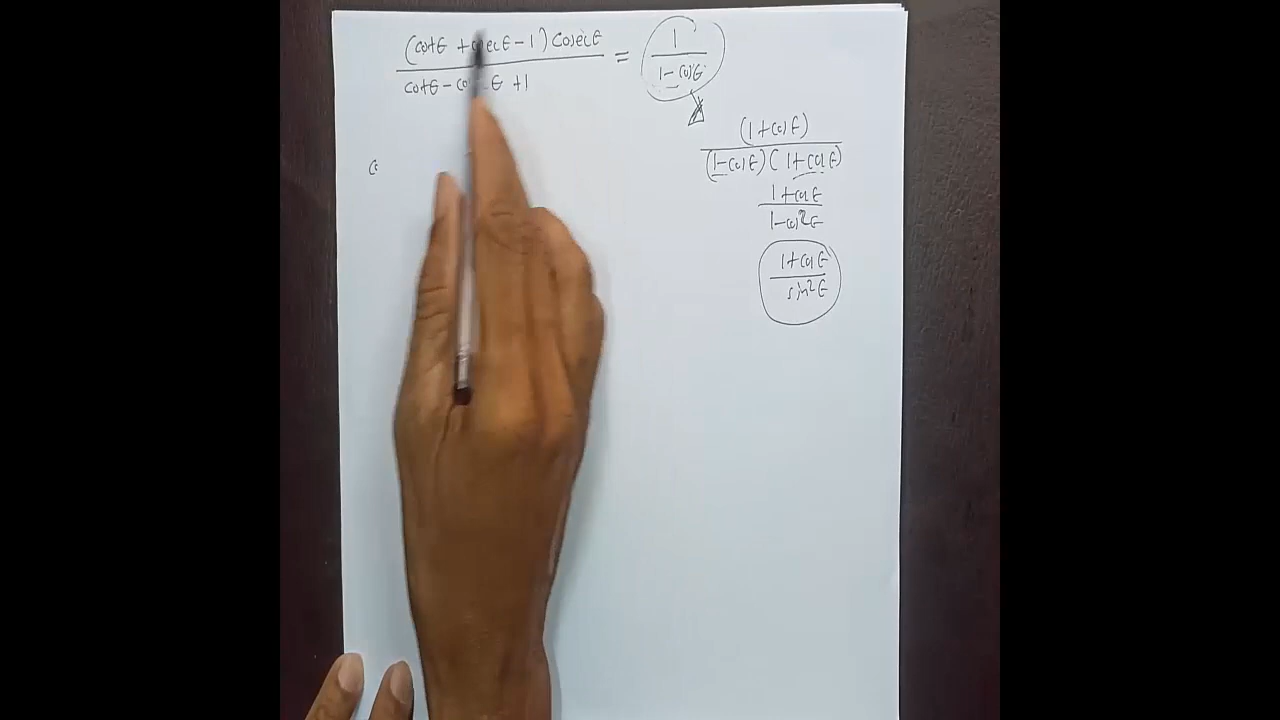 (cotθ + cosecθ - 1) cosecθ
cotθ - θ + 1
= 1
1 - cosθ
(1 + cosθ)
(1 - cosθ)(1 + cosθ)
1 + cosθ
1 - cos²θ
1 + cosθ
sin²θ